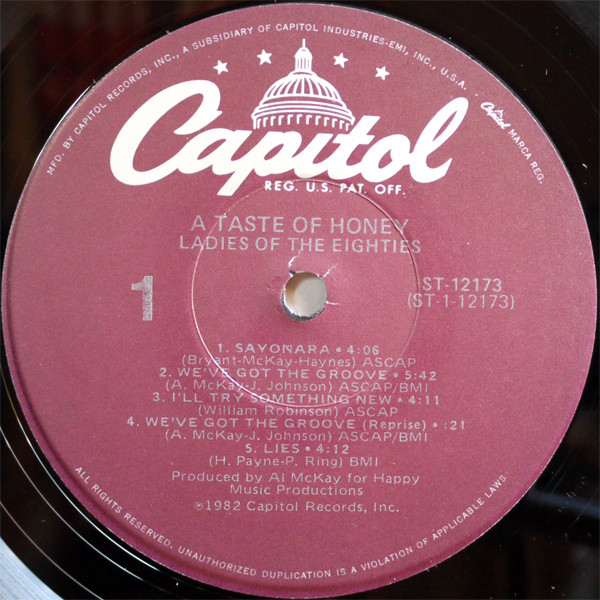 MFD. BY CAPITOL RECORDS, INC., A SUBSIDIARY OF CAPITOL INDUSTRIES-EMI, INC., U.S.A.
Capitol MARCA REG.
Capitol
REG. U.S. PAT. OFF.
A TASTE OF HONEY
LADIES OF THE EIGHTIES
1
ST-12173
(ST-1-12173)
1. SAYONARA • 4:06
(Bryant-McKay-Haynes) ASCAP
2. WE'VE GOT THE GROOVE • 5:42
(A. McKay-J. Johnson) ASCAP/BMI
3. I'LL TRY SOMETHING NEW • 4:11
(William Robinson) ASCAP
4. WE'VE GOT THE GROOVE (Reprise) • :21
(A. McKay-J. Johnson) ASCAP/BMI
5. LIES • 4:12
(H. Payne-P. Ring) BMI
Produced by Al McKay for Happy
Music Productions
℗1982 Capitol Records, Inc.
ALL RIGHTS RESERVED. UNAUTHORIZED DUPLICATION IS A VIOLATION OF APPLICABLE LAWS.